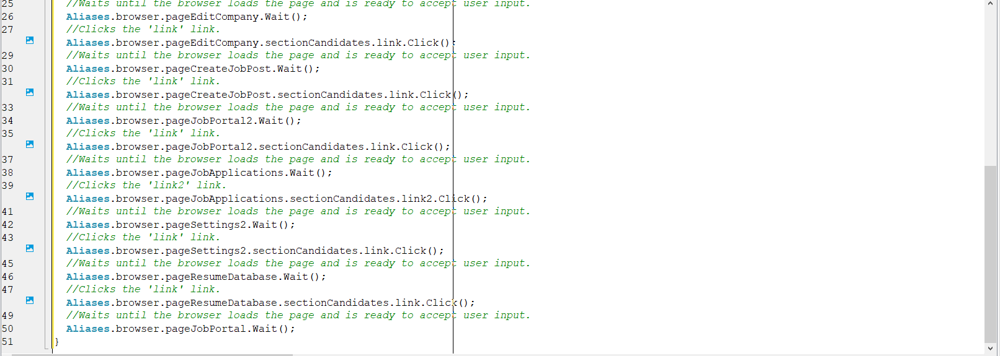 25 //Waits until the browser loads the page and is ready to accept user input.
26 Aliases.browser.pageEditCompany.Wait();
27 //Clicks the 'link' link.
Aliases.browser.pageEditCompany.sectionCandidates.link.Click();
29 //Waits until the browser loads the page and is ready to accept user input.
30 Aliases.browser.pageCreateJobPost.Wait();
31 //Clicks the 'link' link.
Aliases.browser.pageCreateJobPost.sectionCandidates.link.Click();
33 //Waits until the browser loads the page and is ready to accept user input.
34 Aliases.browser.pageJobPortal2.Wait();
35 //Clicks the 'link' link.
Aliases.browser.pageJobPortal2.sectionCandidates.link.Click();
37 //Waits until the browser loads the page and is ready to accept user input.
38 Aliases.browser.pageJobApplications.Wait();
39 //Clicks the 'link2' link.
Aliases.browser.pageJobApplications.sectionCandidates.link2.Click();
41 //Waits until the browser loads the page and is ready to accept user input.
42 Aliases.browser.pageSettings2.Wait();
43 //Clicks the 'link' link.
Aliases.browser.pageSettings2.sectionCandidates.link.Click();
45 //Waits until the browser loads the page and is ready to accept user input.
46 Aliases.browser.pageResumeDatabase.Wait();
47 //Clicks the 'link' link.
Aliases.browser.pageResumeDatabase.sectionCandidates.link.Click();
49 //Waits until the browser loads the page and is ready to accept user input.
50 Aliases.browser.pageJobPortal.Wait();
51 }